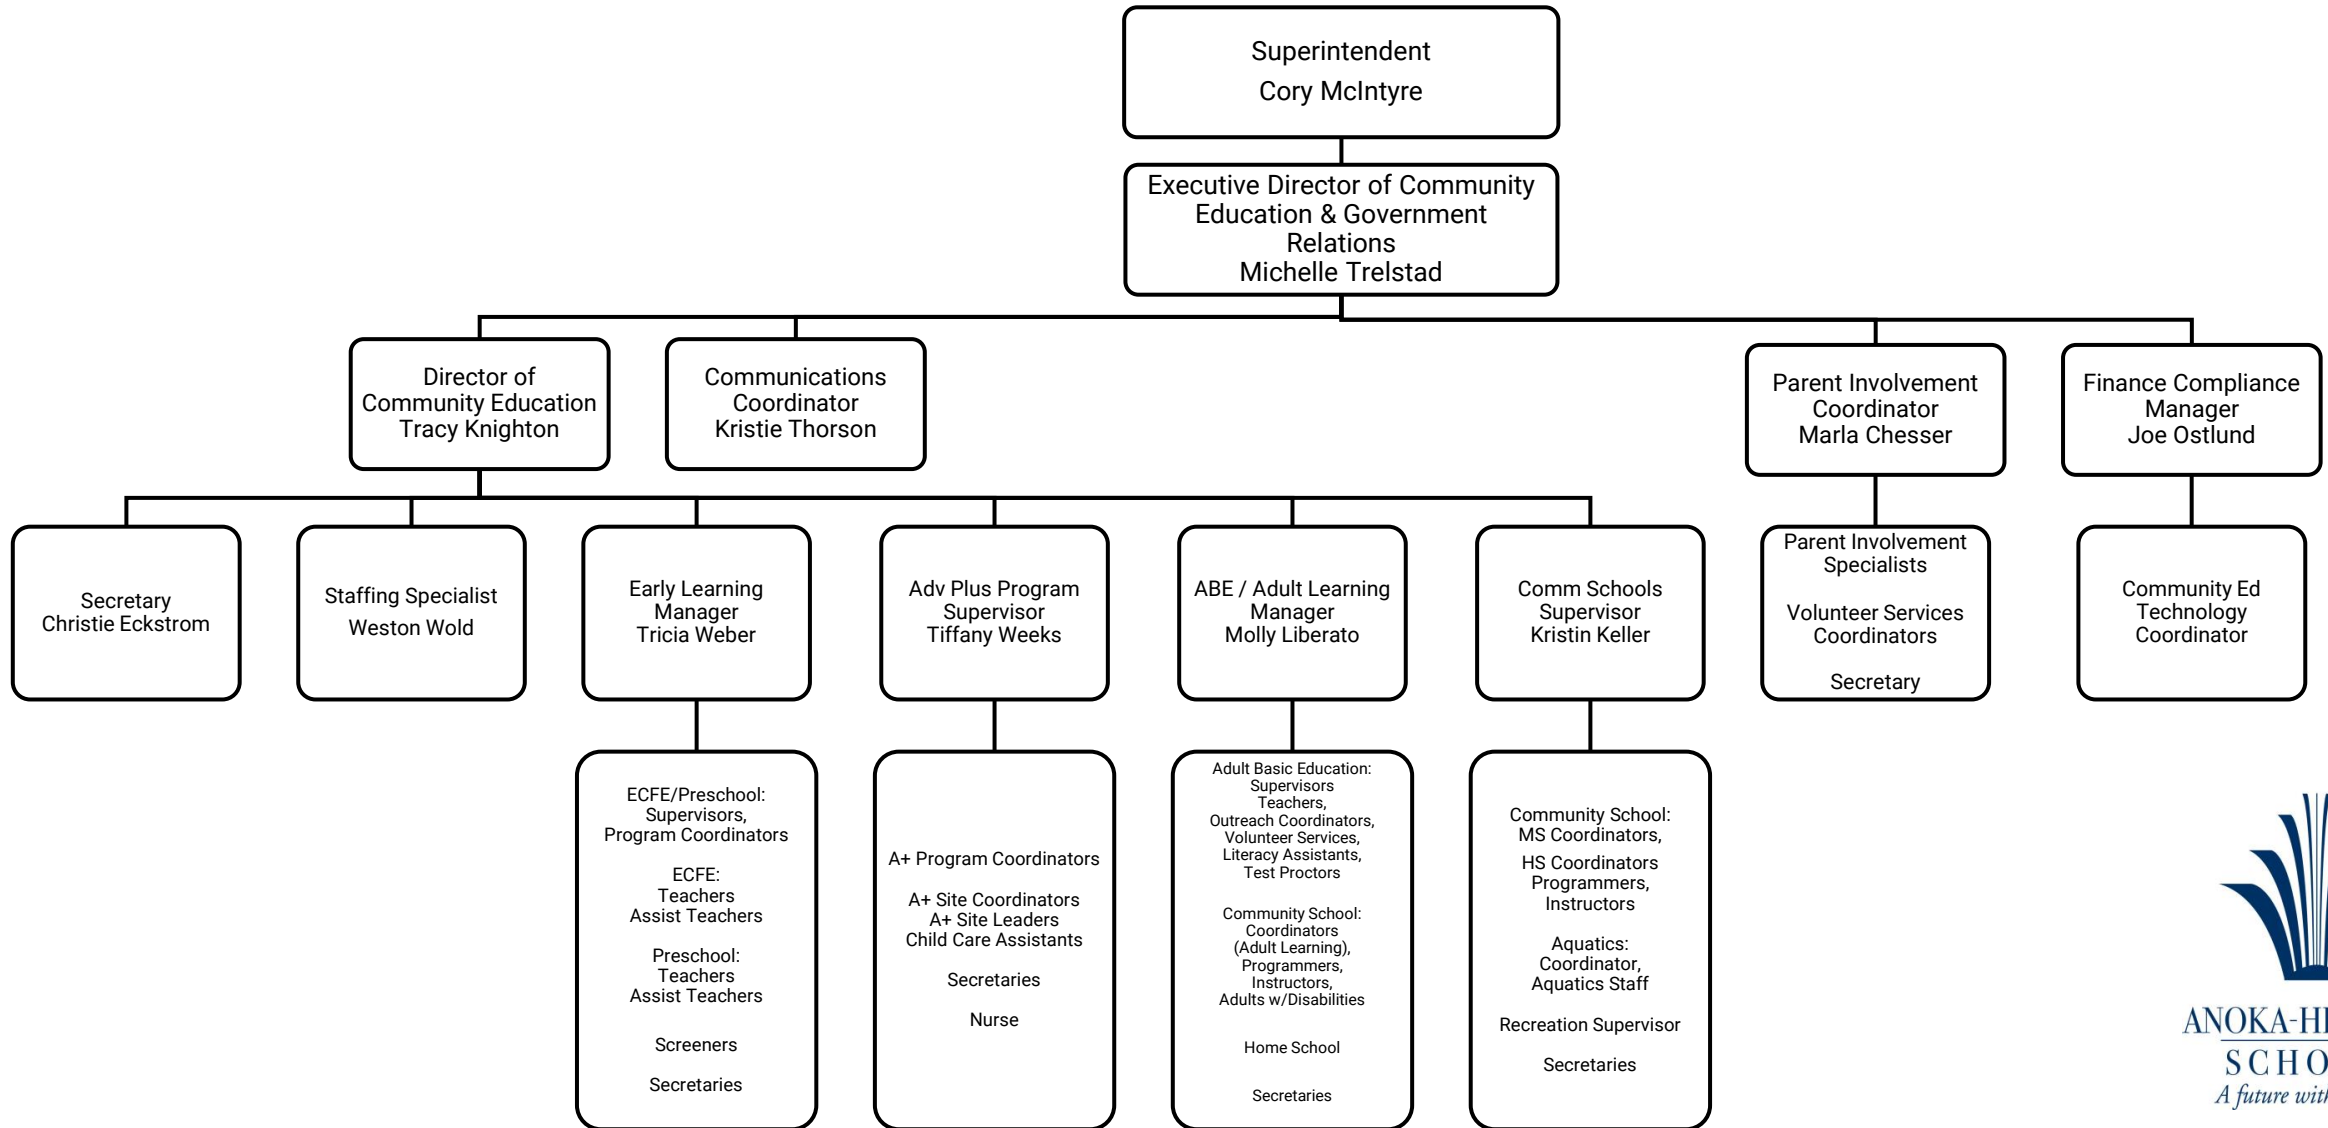 Superintendent
Cory McIntyre
Executive Director of Community
Education & Government
Relations
Michelle Trelstad
Director of
Community Education
Tracy Knighton
Communications
Coordinator
Kristie Thorson
Parent Involvement
Coordinator
Marla Chesser
Finance Compliance
Manager
Joe Ostlund
Secretary
Christie Eckstrom
Staffing Specialist
Weston Wold
Early Learning
Manager
Tricia Weber
Adv Plus Program
Supervisor
Tiffany Weeks
ABE / Adult Learning
Manager
Molly Liberato
Comm Schools
Supervisor
Kristin Keller
Parent Involvement
Specialists
Volunteer Services
Coordinators
Secretary
Community Ed
Technology
Coordinator
ECFE/Preschool:
Supervisors,
Program Coordinators
ECFE:
Teachers
Assist Teachers
Preschool:
Teachers
Assist Teachers
Screeners
Secretaries
A+ Program Coordinators
A+ Site Coordinators
A+ Site Leaders
Child Care Assistants
Secretaries
Nurse
Adult Basic Education:
Supervisors
Teachers,
Outreach Coordinators,
Volunteer Services,
Literacy Assistants,
Test Proctors
Community School:
Coordinators
(Adult Learning),
Programmers,
Instructors,
Adults w/Disabilities
Home School
Secretaries
Community School:
MS Coordinators,
HS Coordinators
Programmers,
Instructors
Aquatics:
Coordinator,
Aquatics Staff
Recreation Supervisor
Secretaries
ANOKA-H
SCHO
A future with